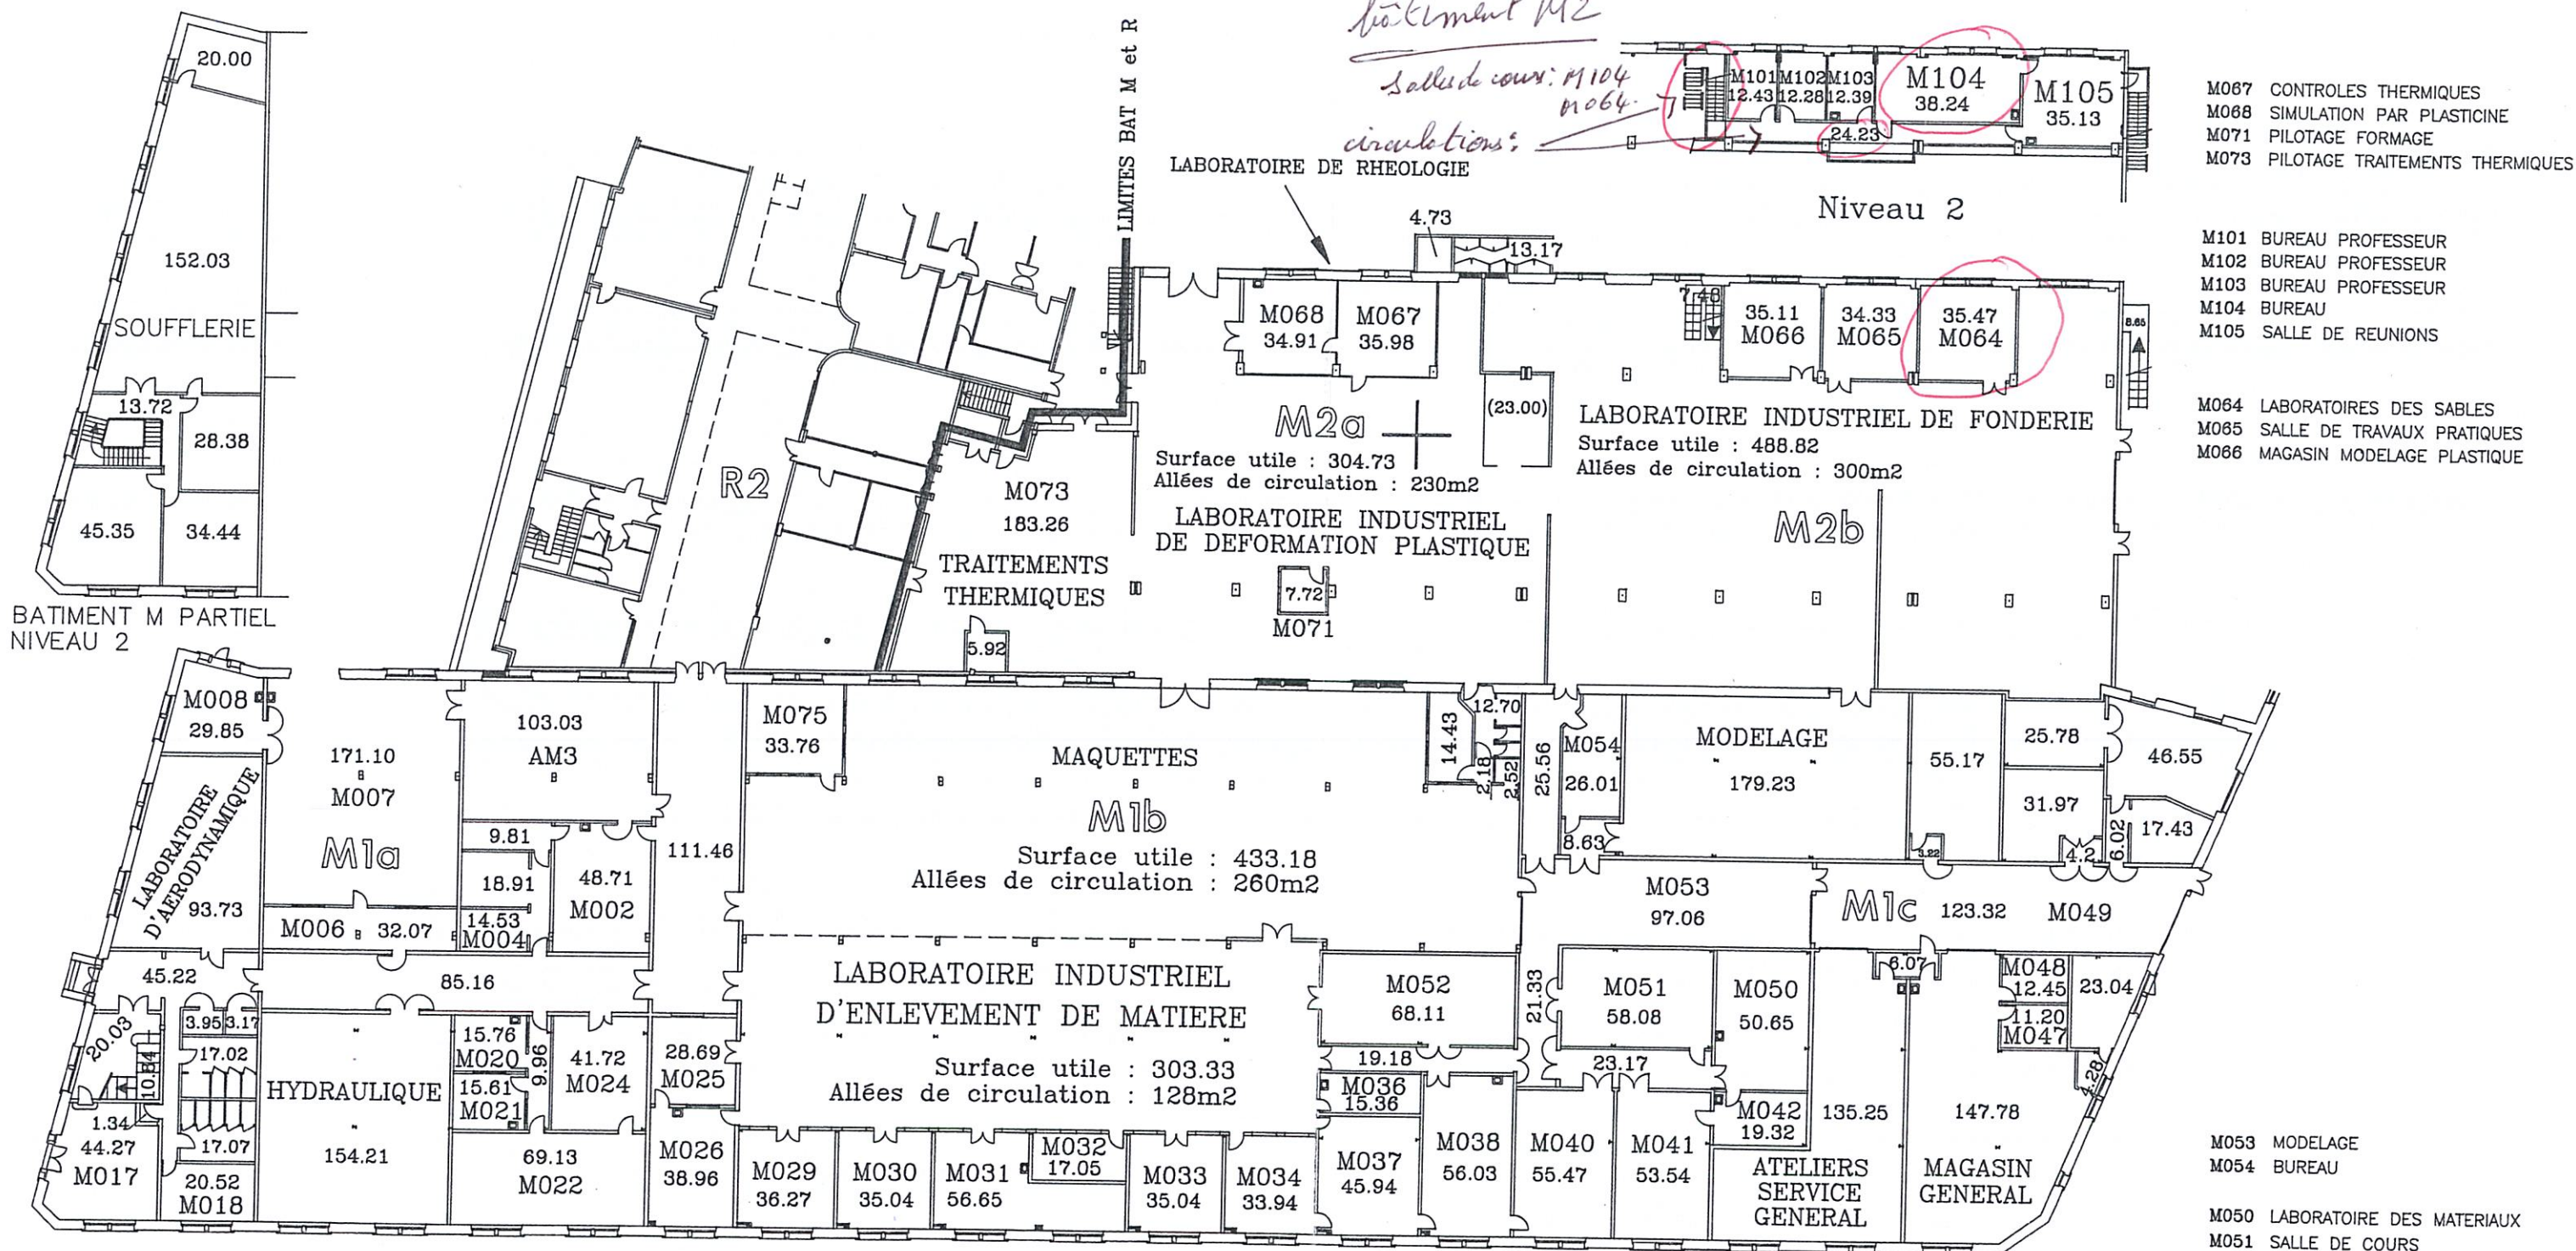 bâtiment M2
Salles de cours: M104
M064.
circulations:
LIMITES BAT M et R
20.00
152.03
SOUFFLERIE
13.72
28.38
45.35
34.44
BATIMENT M PARTIEL
NIVEAU 2
M101 M102 M103
12.43 12.28 12.39
M104
38.24
M105
35.13
24.23
Niveau 2
M067 CONTROLES THERMIQUES
M068 SIMULATION PAR PLASTICINE
M071 PILOTAGE FORMAGE
M073 PILOTAGE TRAITEMENTS THERMIQUES
M101 BUREAU PROFESSEUR
M102 BUREAU PROFESSEUR
M103 BUREAU PROFESSEUR
M104 BUREAU
M105 SALLE DE REUNIONS
M064 LABORATOIRES DES SABLES
M065 SALLE DE TRAVAUX PRATIQUES
M066 MAGASIN MODELAGE PLASTIQUE
LABORATOIRE DE RHEOLOGIE
4.73
13.17
M068
34.91
M067
35.98
35.11
M066
34.33
M065
35.47
M064
8.65
(23.00)
M2a
Surface utile : 304.73
Allées de circulation : 230m2
LABORATOIRE INDUSTRIEL
DE DEFORMATION PLASTIQUE
7.72
M071
LABORATOIRE INDUSTRIEL DE FONDERIE
Surface utile : 488.82
Allées de circulation : 300m2
M2b
R2
M073
183.26
TRAITEMENTS
THERMIQUES
5.92
M008
29.85
LABORATOIRE
D'AERODYNAMIQUE
93.73
171.10
M007
M1a
M006 32.07
103.03
AM3
9.81
18.91
14.53
M004
48.71
M002
111.46
M075
33.76
MAQUETTES
M1b
Surface utile : 433.18
Allées de circulation : 260m2
14.43
12.70
2.18
2.52
25.56
M054
26.01
8.63
MODELAGE
179.23
55.17
3.22
25.78
31.97
4.2
46.55
6.02
17.43
M053
97.06
M1c
123.32
M049
45.22
85.16
20.03
10.84
3.95
3.17
17.02
17.07
1.34
44.27
M017
20.52
M018
HYDRAULIQUE
154.21
15.76
M020
15.61
M021
9.96
41.72
M024
69.13
M022
28.69
M025
M026
38.96
LABORATOIRE INDUSTRIEL
D'ENLEVEMENT DE MATIERE
Surface utile : 303.33
Allées de circulation : 128m2
M029
36.27
M030
35.04
M031
56.65
M032
17.05
M033
35.04
M034
33.94
M052
68.11
19.18
M036
15.36
M037
45.94
M038
56.03
21.33
M051
58.08
23.17
M040
55.47
M041
53.54
M050
50.65
M042
19.32
135.25
ATELIERS
SERVICE
GENERAL
6.07
147.78
MAGASIN
GENERAL
M048
12.45
11.20
M047
23.04
4.28
M053 MODELAGE
M054 BUREAU
M050 LABORATOIRE DES MATERIAUX
M051 SALLE DE COURS